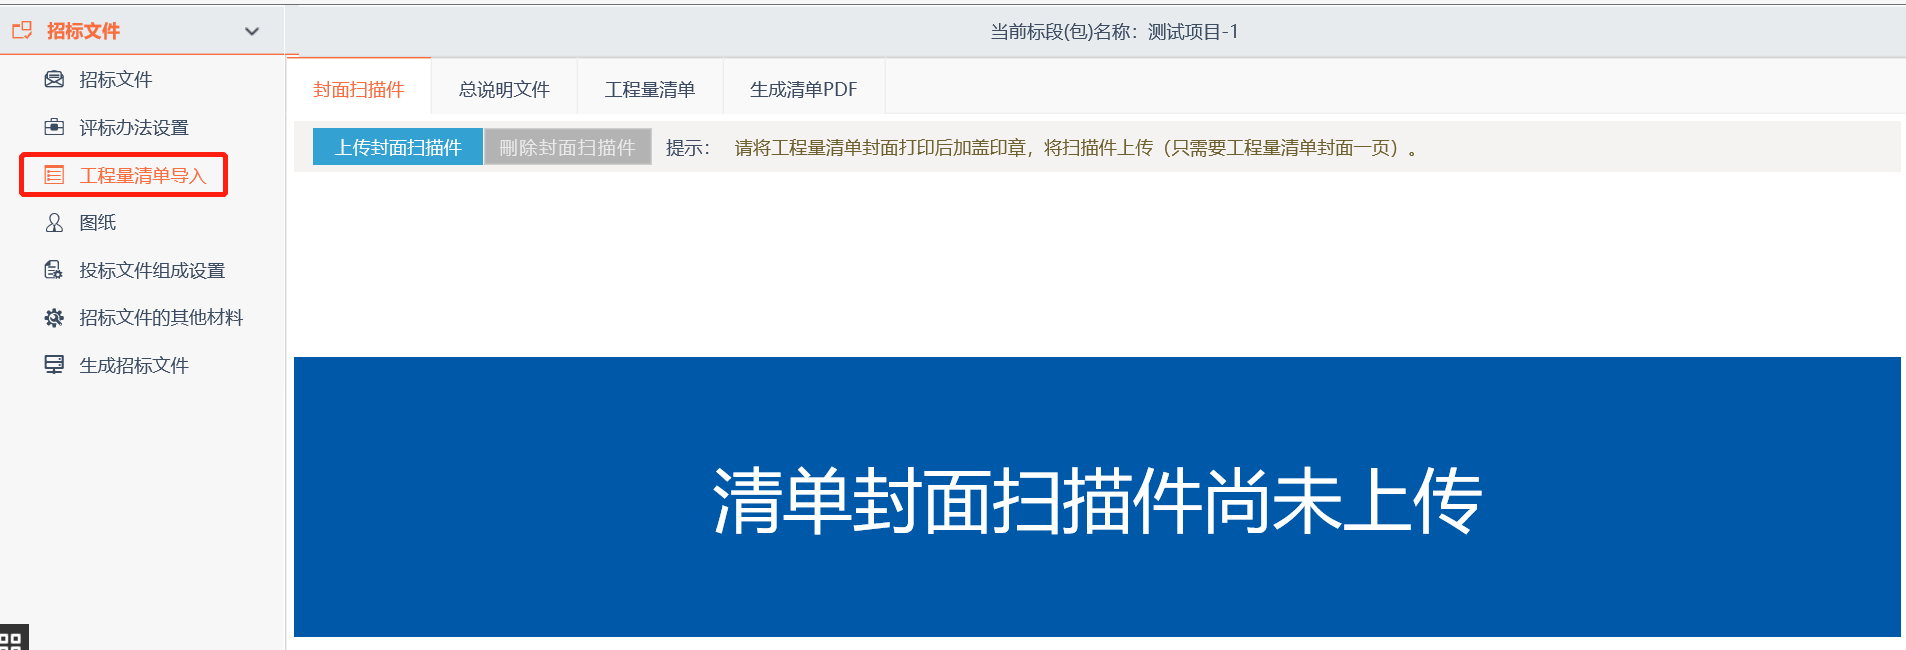 招标文件
当前标段(包)名称：测试项目-1
招标文件
评标办法设置
工程量清单导入
图纸
投标文件组成设置
招标文件的其他材料
生成招标文件
封面扫描件
总说明文件
工程量清单
生成清单PDF
上传封面扫描件
刪除封面扫描件
提示：
请将工程量清单封面打印后加盖印章，将扫描件上传（只需要工程量清单封面一页）。
清单封面扫描件尚未上传